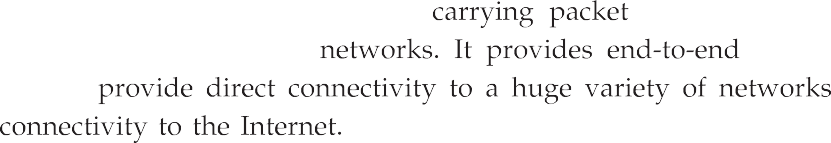 carrying packet
networks. It provides end-to-end
provide direct connectivity to a huge variety of networks
connectivity to the Internet.